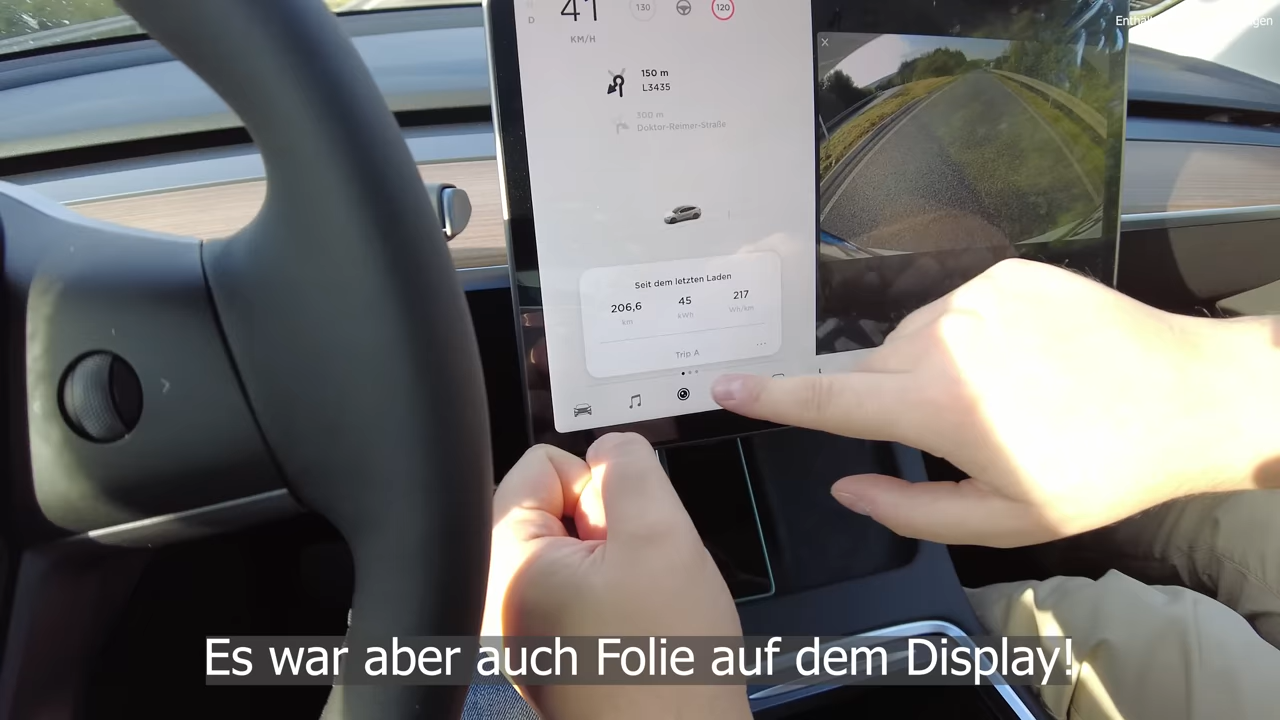 41
D
KM/H
130
120
150 m
L3435
300 m
Doktor-Reimer-Straße
Seit dem letzten Laden
206,6
45
217
km
kWh
Wh/km
Trip A
Es war aber auch Folie auf dem Display!